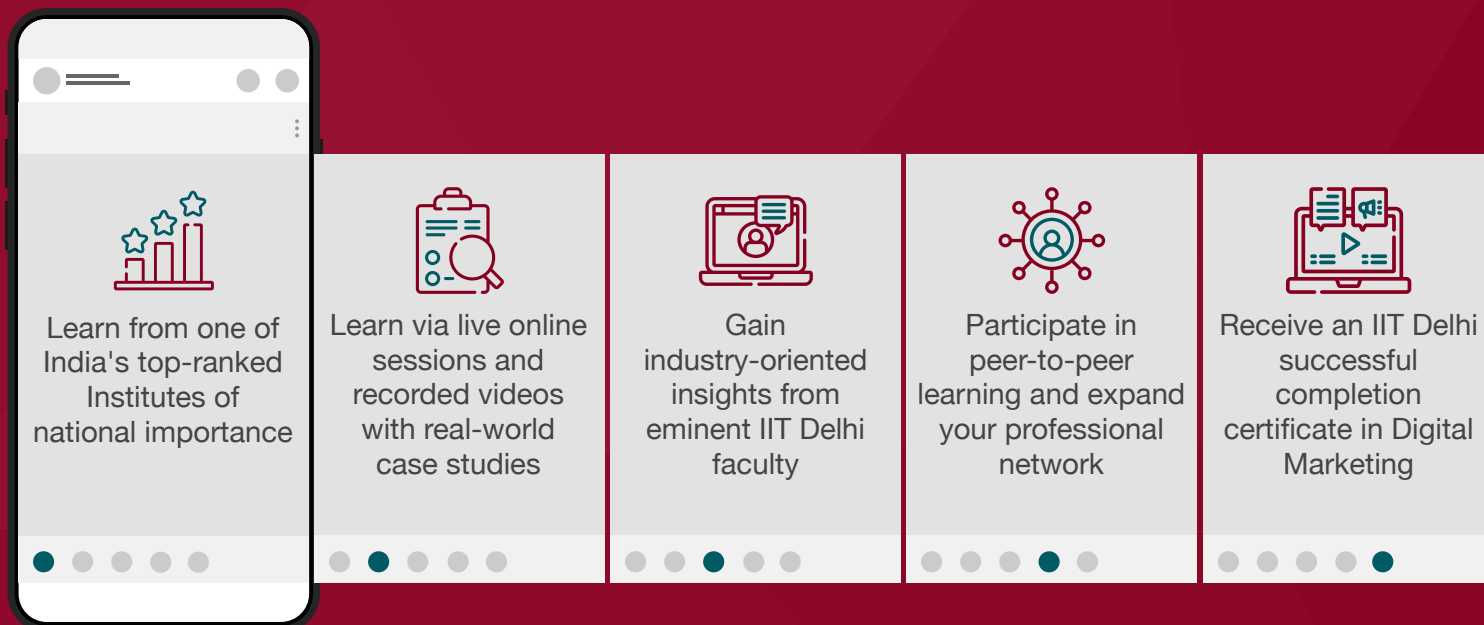 Learn from one of
India's top-ranked
Institutes of
national importance
Learn via live online
sessions and
recorded videos
with real-world
case studies
Gain
industry-oriented
insights from
eminent IIT Delhi
faculty
Participate in
peer-to-peer
learning and expand
your professional
network
Receive an IIT Delhi
successful
completion
certificate in Digital
Marketing